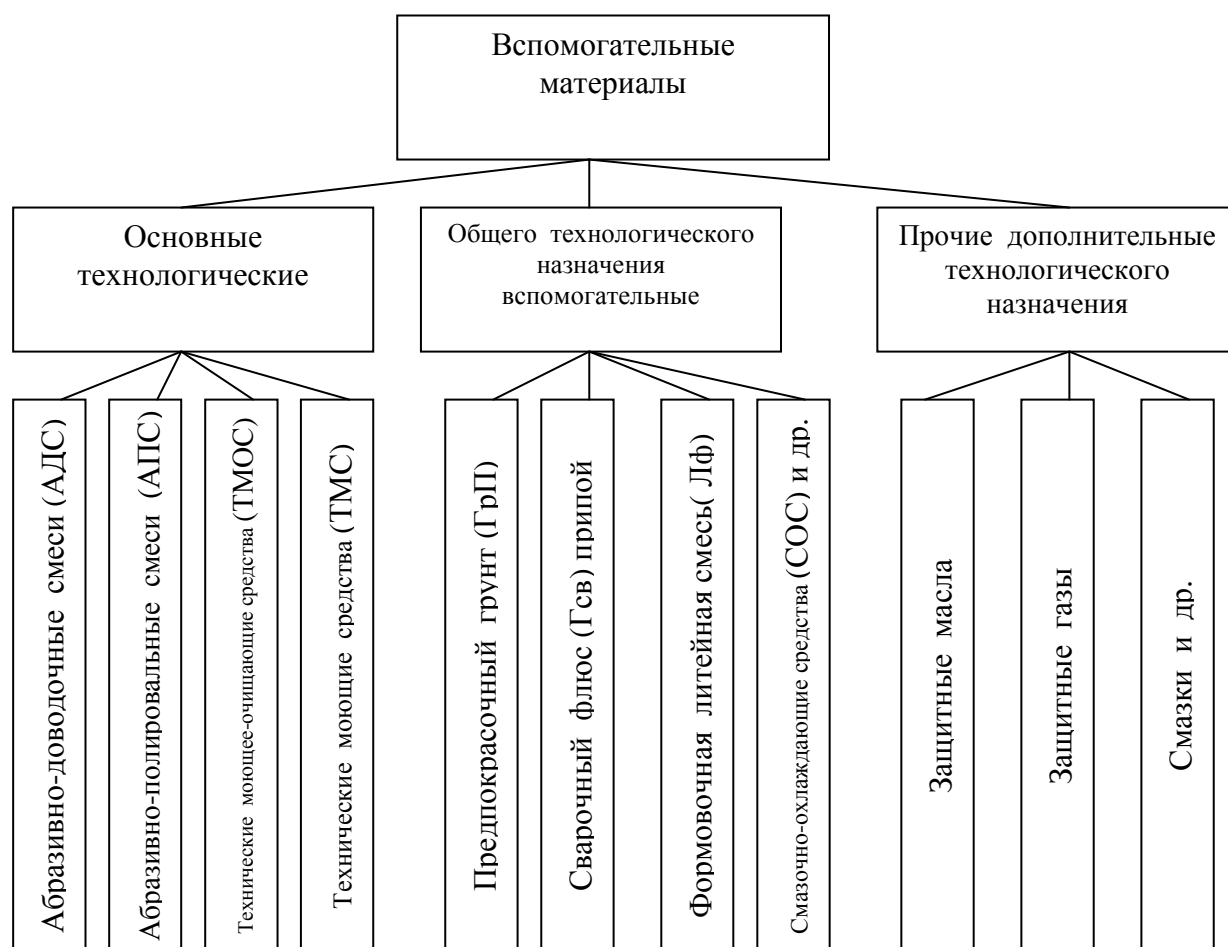 Вспомогательные
материалы
Основные
технологические
Общего технологического
назначения
вспомогательные
Прочие дополнительные
технологического
назначения
Абразивно-доводочные смеси (АДС)
Абразивно-полировальные смеси (АПС)
Технические моющее-очищающие средства (ТМОС)
Технические моющие средства (ТМС)
Предпокрасочный грунт (ГрП)
Сварочный флюс (Гсв) припой
Формовочная литейная смесь( Лф)
Смазочно-охлаждающие средства (СОС) и др.
Защитные масла
Защитные газы
Смазки и др.